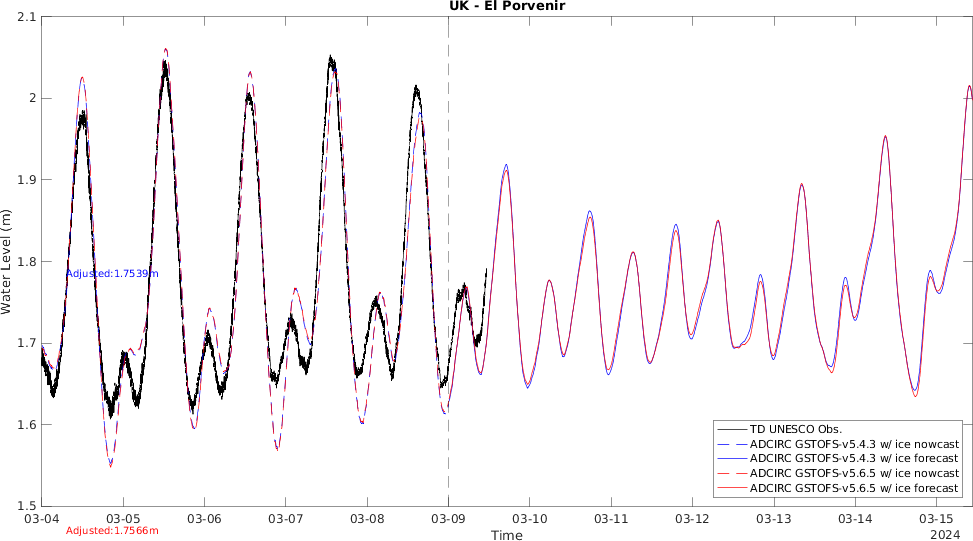 UK - El Porvenir
2.1
2
1.9
1.8
1.7
1.6
1.5
Water Level (m)
Adjusted:1.7539m
TD UNESCO Obs.
ADCIRC GSTOFS-v5.4.3 w/ ice nowcast
ADCIRC GSTOFS-v5.4.3 w/ ice forecast
ADCIRC GSTOFS-v5.6.5 w/ ice nowcast
ADCIRC GSTOFS-v5.6.5 w/ ice forecast
03-04 03-05 03-06 03-07 03-08 03-09 03-10 03-11 03-12 03-13 03-14 03-15
Adjusted:1.7566m
Time
2024